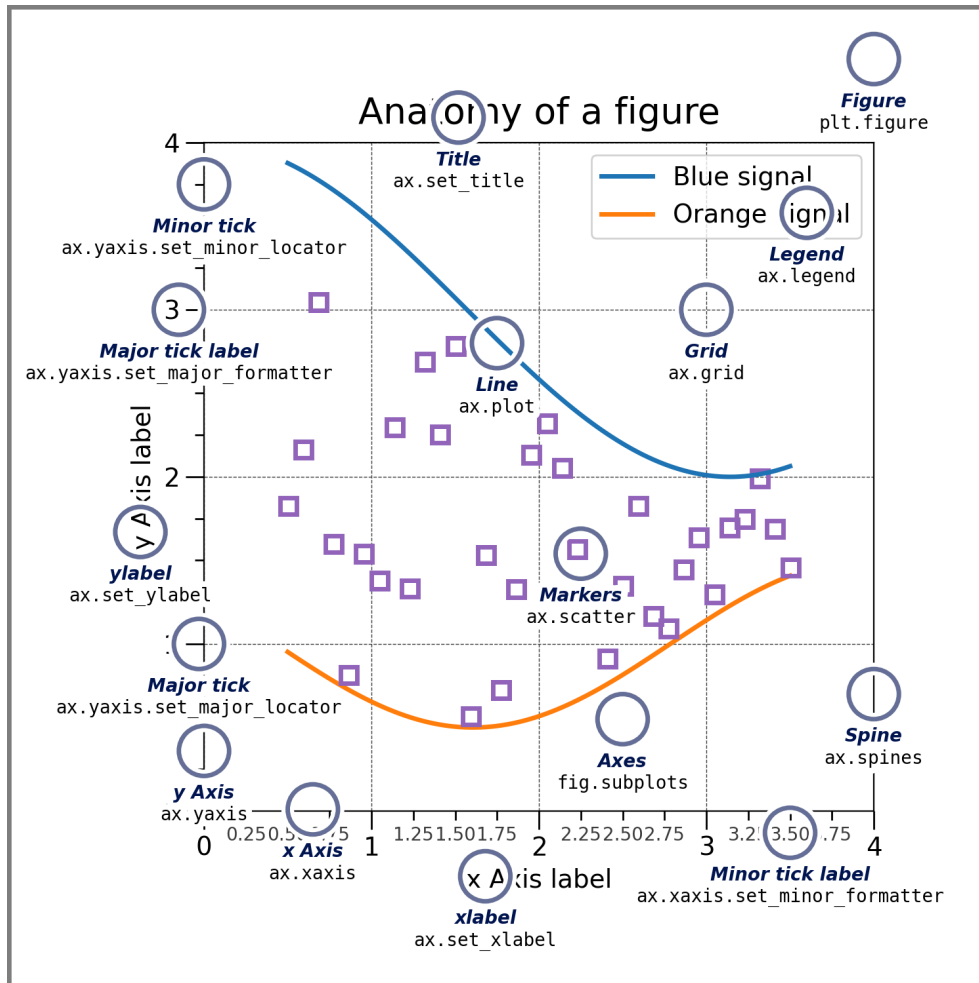 Figure
plt.figure
Anatomy of a figure
Title
ax.set_title
4
Blue signal
Orange signal
Legend
ax.legend
Minor tick
ax.yaxis.set_minor_locator
3
Major tick label
ax.yaxis.set_major_formatter
Grid
ax.grid
Line
ax.plot
2
y Axis label
ylabel
ax.set_ylabel
Markers
ax.scatter
Major tick
ax.yaxis.set_major_locator
Axes
fig.subplots
Spine
ax.spines
y Axis
ax.yaxis
0.25 0.50 1.25 1.50 1.75 2.25 2.50 2.75 3.50
0 1 2 3 4
x Axis
ax.xaxis
Minor tick label
ax.xaxis.set_minor_formatter
x Axis label
xlabel
ax.set_xlabel